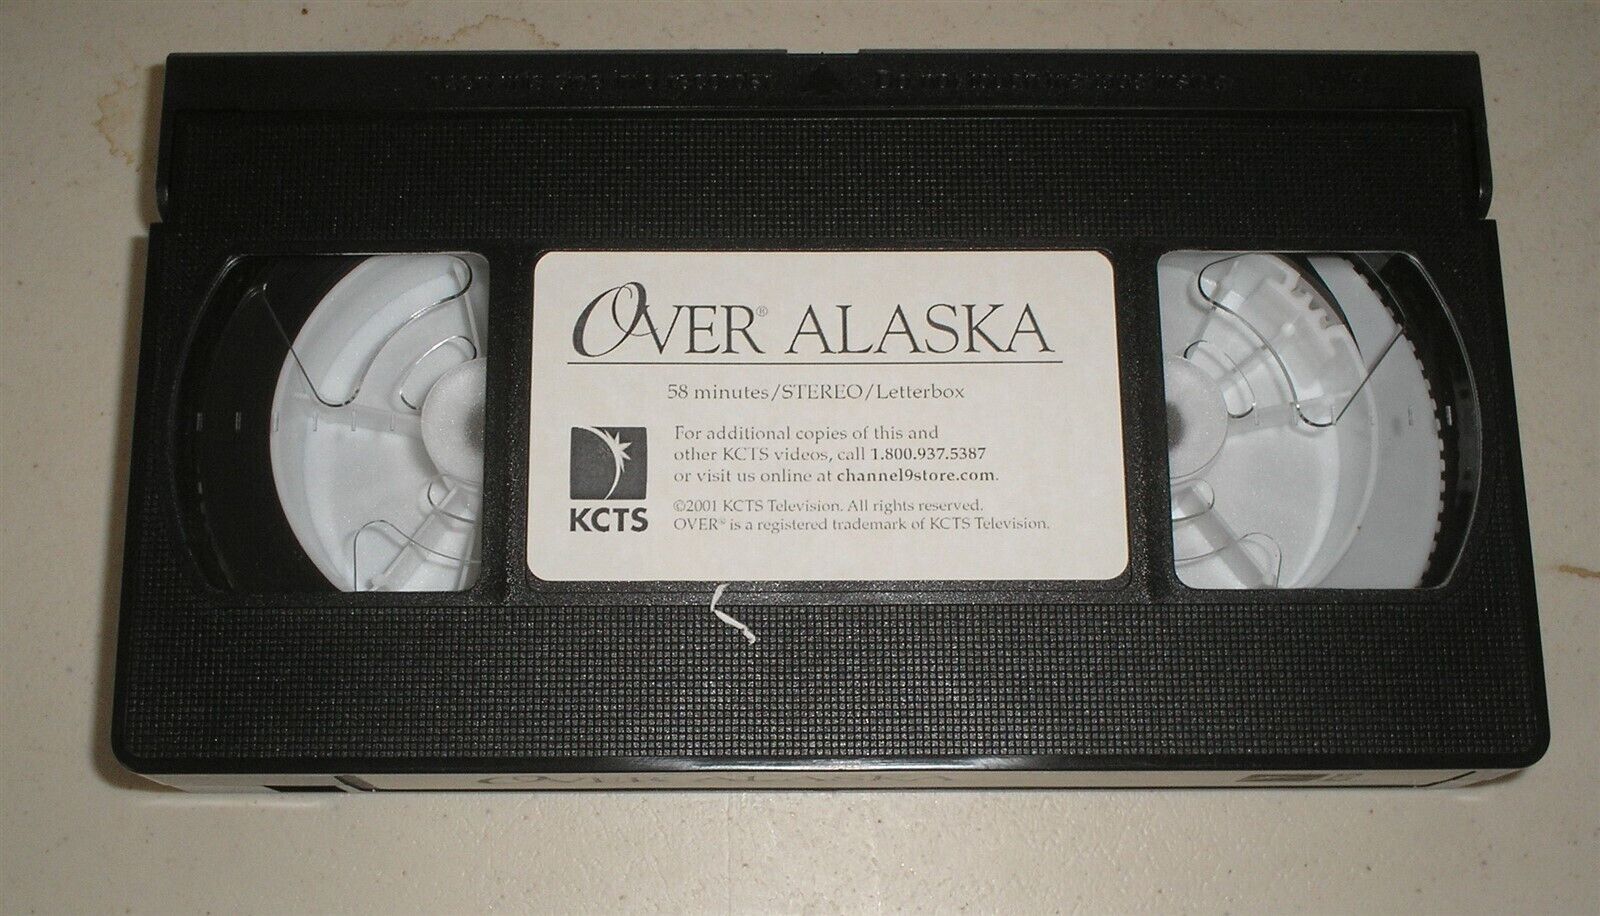 OVER® ALASKA
58 minutes/STEREO/Letterbox
For additional copies of this and
other KCTS videos, call 1.800.937.5387
or visit us online at channel9store.com.
©2001 KCTS Television. All rights reserved.
OVER® is a registered trademark of KCTS Television.
KCTS
OVER ALASKA